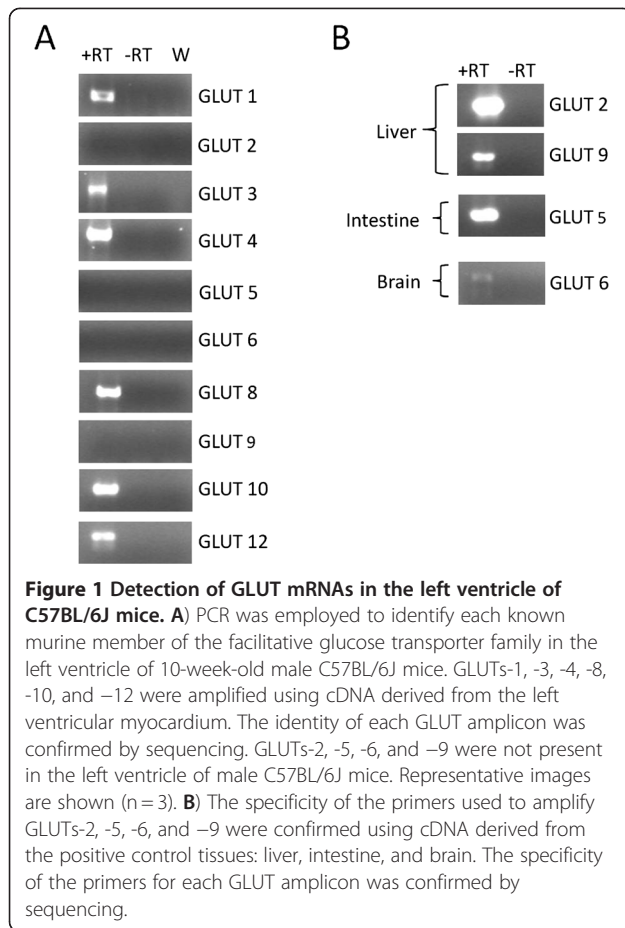 A
+RT -RT W
GLUT 1
GLUT 2
GLUT 3
GLUT 4
GLUT 5
GLUT 6
GLUT 8
GLUT 9
GLUT 10
GLUT 12
B
+RT -RT
Liver
GLUT 2
GLUT 9
Intestine
GLUT 5
Brain
GLUT 6
Figure 1 Detection of GLUT mRNAs in the left ventricle of
C57BL/6J mice. A) PCR was employed to identify each known
murine member of the facilitative glucose transporter family in the
left ventricle of 10-week-old male C57BL/6J mice. GLUTs-1, -3, -4, -8,
-10, and −12 were amplified using cDNA derived from the left
ventricular myocardium. The identity of each GLUT amplicon was
confirmed by sequencing. GLUTs-2, -5, -6, and −9 were not present
in the left ventricle of male C57BL/6J mice. Representative images
are shown (n = 3). B) The specificity of the primers used to amplify
GLUTs-2, -5, -6, and −9 were confirmed using cDNA derived from
the positive control tissues: liver, intestine, and brain. The specificity
of the primers for each GLUT amplicon was confirmed by
sequencing.